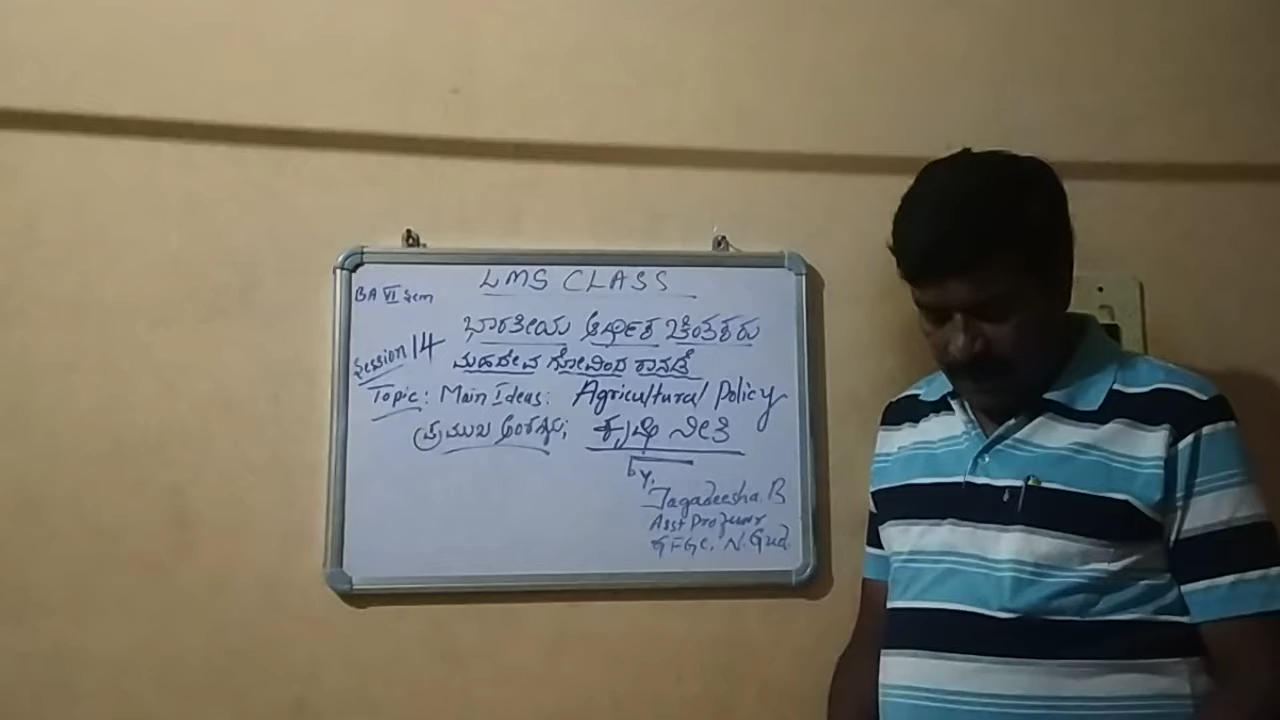 LMS CLASS
BA VI Sem
ಭಾರತೀಯ ಆರ್ಥಿಕ ಚಿಂತಕರು
Session 14
ಮಹಾದೇವ ಗೋವಿಂದ ರಾನಡೆ
Topic: Main Ideas: Agricultural Policy
ಪ್ರಮುಖ ಅಂಶಗಳು; ಕೃಷಿ ನೀತಿ
by,
Jagadeesha. B
Asst Professor
GFGC, N. Gud.